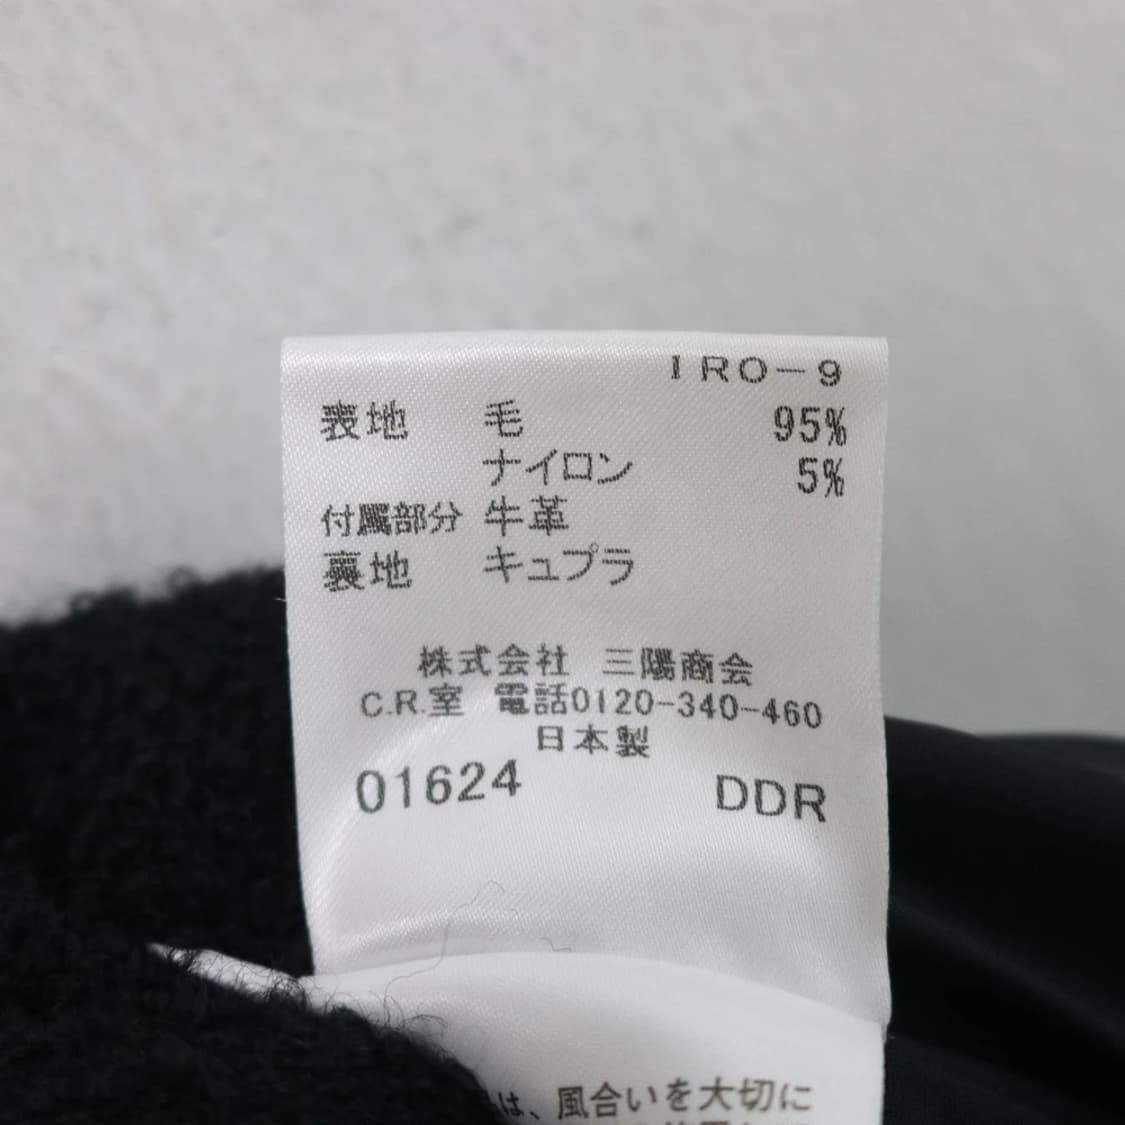 IRO-9
表地 毛 95%
ナイロン 5%
付属部分 牛革
裏地 キュプラ
株式会社 三陽商会
C.R.室 電話0120-340-460
日本製
01624 DDR
は、風合いを大切に